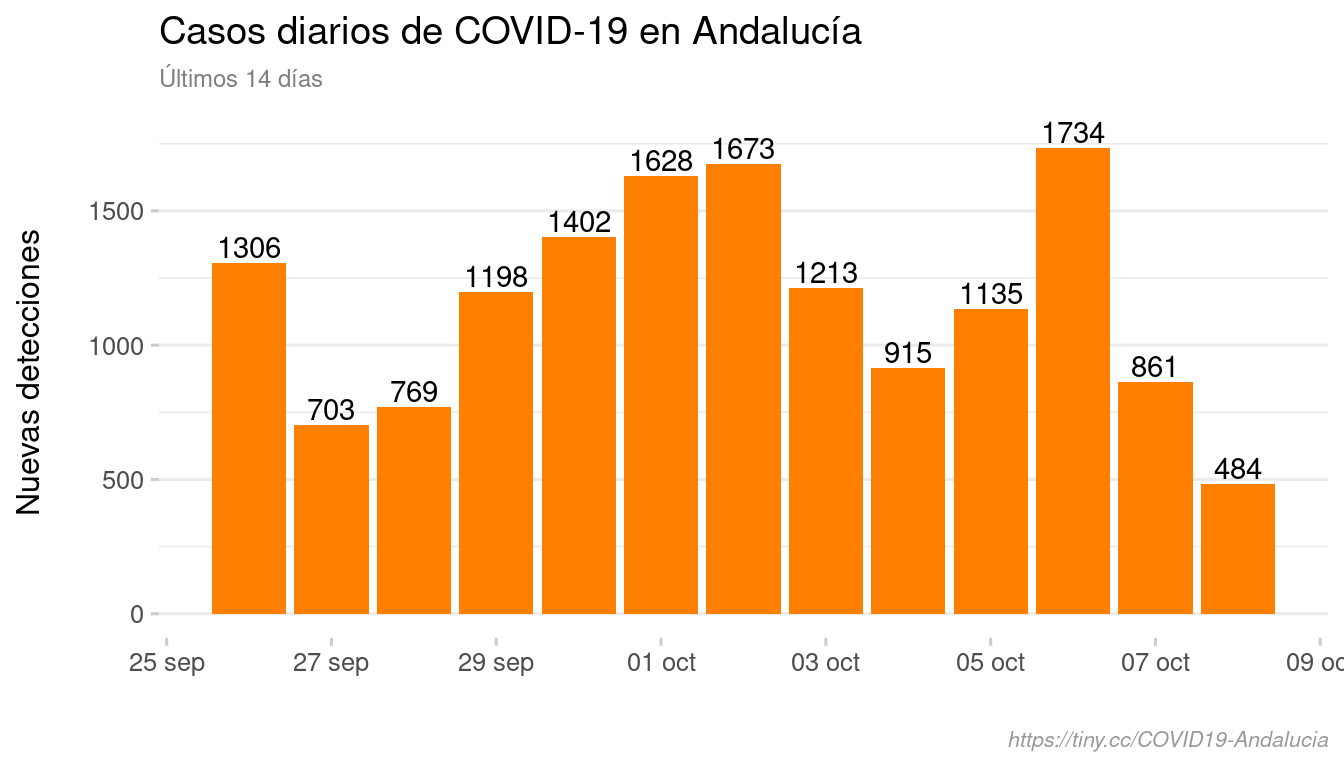 Casos diarios de COVID-19 en Andalucía
Últimos 14 días
Nuevas detecciones
1500
1000
500
0
1306
703
769
1198
1402
1628
1673
1213
915
1135
1734
861
484
25 sep
27 sep
29 sep
01 oct
03 oct
05 oct
07 oct
09 oc
https://tiny.cc/COVID19-Andalucia